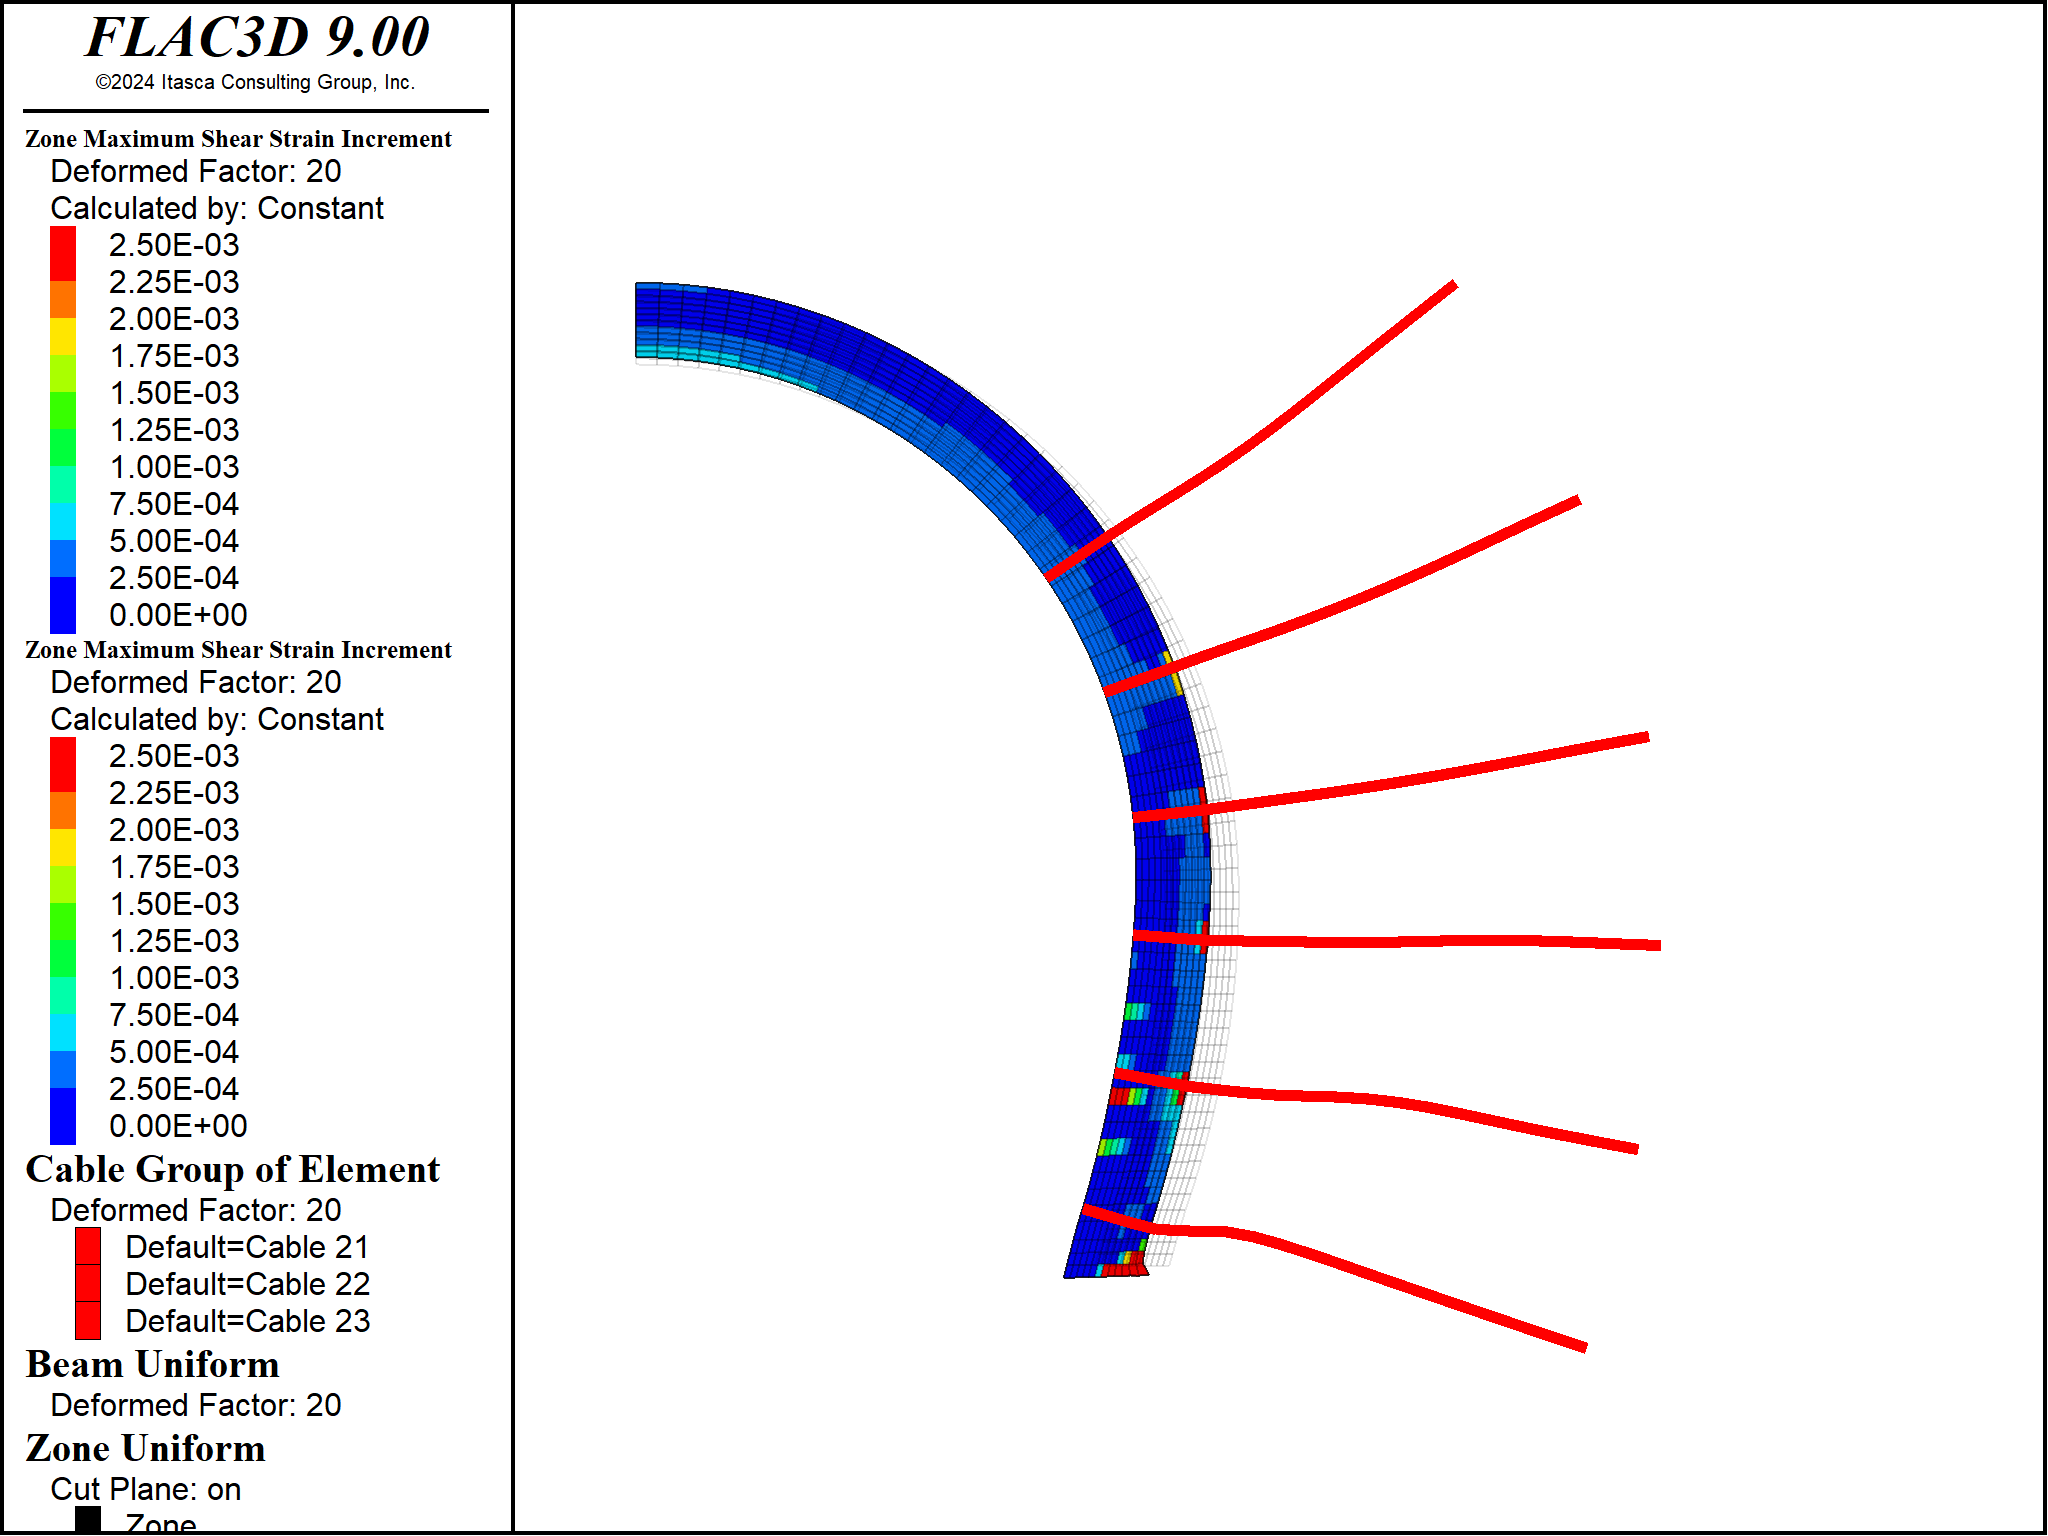 FLAC3D 9.00
©2024 Itasca Consulting Group, Inc.
Zone Maximum Shear Strain Increment
Deformed Factor: 20
Calculated by: Constant
2.50E-03
2.25E-03
2.00E-03
1.75E-03
1.50E-03
1.25E-03
1.00E-03
7.50E-04
5.00E-04
2.50E-04
0.00E+00
Zone Maximum Shear Strain Increment
Deformed Factor: 20
Calculated by: Constant
2.50E-03
2.25E-03
2.00E-03
1.75E-03
1.50E-03
1.25E-03
1.00E-03
7.50E-04
5.00E-04
2.50E-04
0.00E+00
Cable Group of Element
Deformed Factor: 20
Default=Cable 21
Default=Cable 22
Default=Cable 23
Beam Uniform
Deformed Factor: 20
Zone Uniform
Cut Plane: on
Zone